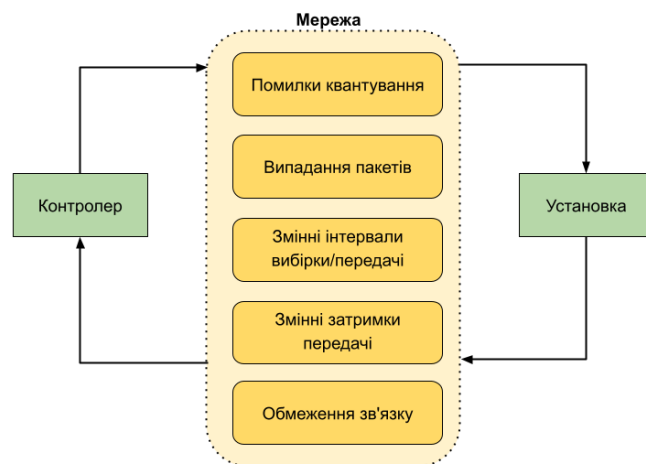 Мережа
Помилки квантування
Випадання пакетів
Контролер
Установка
Змінні інтервали
вибірки/передачі
Змінні затримки
передачі
Обмеження зв'язку